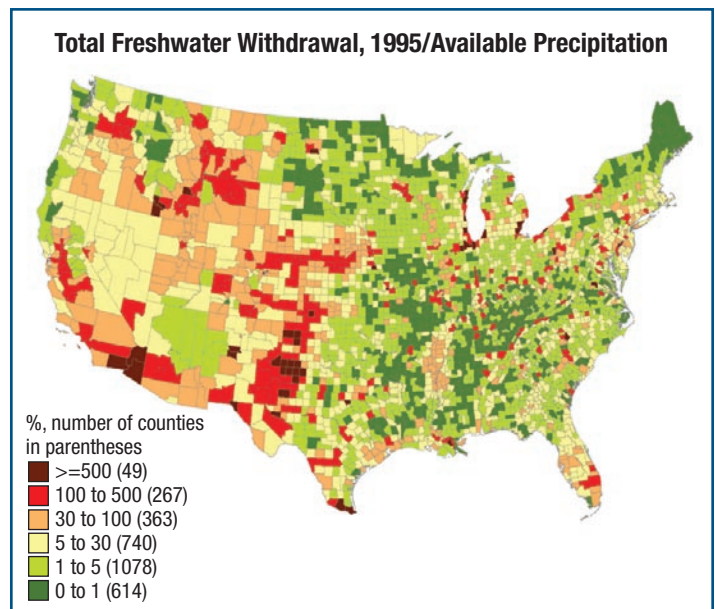 Total Freshwater Withdrawal, 1995/Available Precipitation
%, number of counties
in parentheses
>=500 (49)
100 to 500 (267)
30 to 100 (363)
5 to 30 (740)
1 to 5 (1078)
0 to 1 (614)